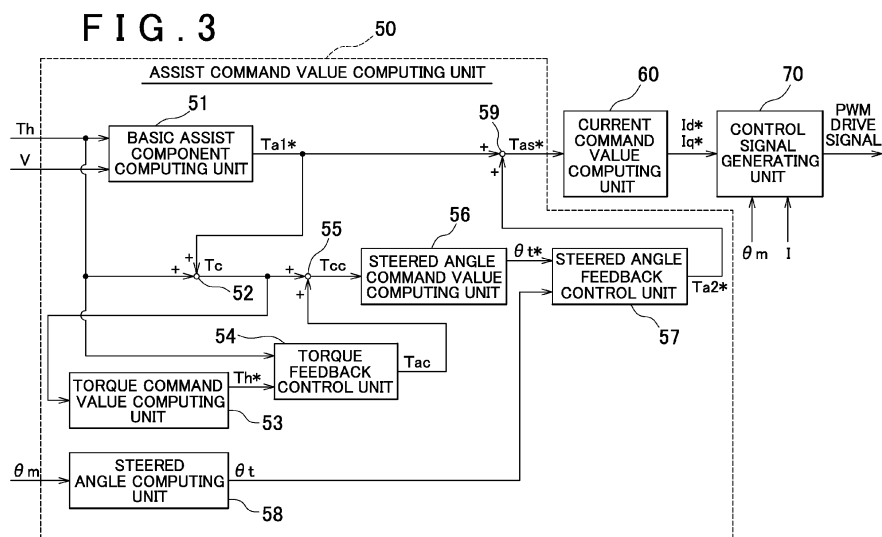 FIG.3
50
ASSIST COMMAND VALUE COMPUTING UNIT
51
Th
V
BASIC ASSIST
COMPONENT
COMPUTING UNIT
Ta1*
59
+
+
Tas*
60
CURRENT
COMMAND
VALUE
COMPUTING
UNIT
Id*
Iq*
70
CONTROL
SIGNAL
GENERATING
UNIT
PWM
DRIVE
SIGNAL
θm
I
+
+
Tc
52
55
+
+
Tcc
56
STEERED ANGLE
COMMAND VALUE
COMPUTING UNIT
θt*
STEERED ANGLE
FEEDBACK
CONTROL UNIT
Ta2*
57
54
TORQUE
FEEDBACK
CONTROL UNIT
Tac
TORQUE COMMAND
VALUE COMPUTING
UNIT
Th*
53
θm
STEERED
ANGLE COMPUTING
UNIT
θt
58